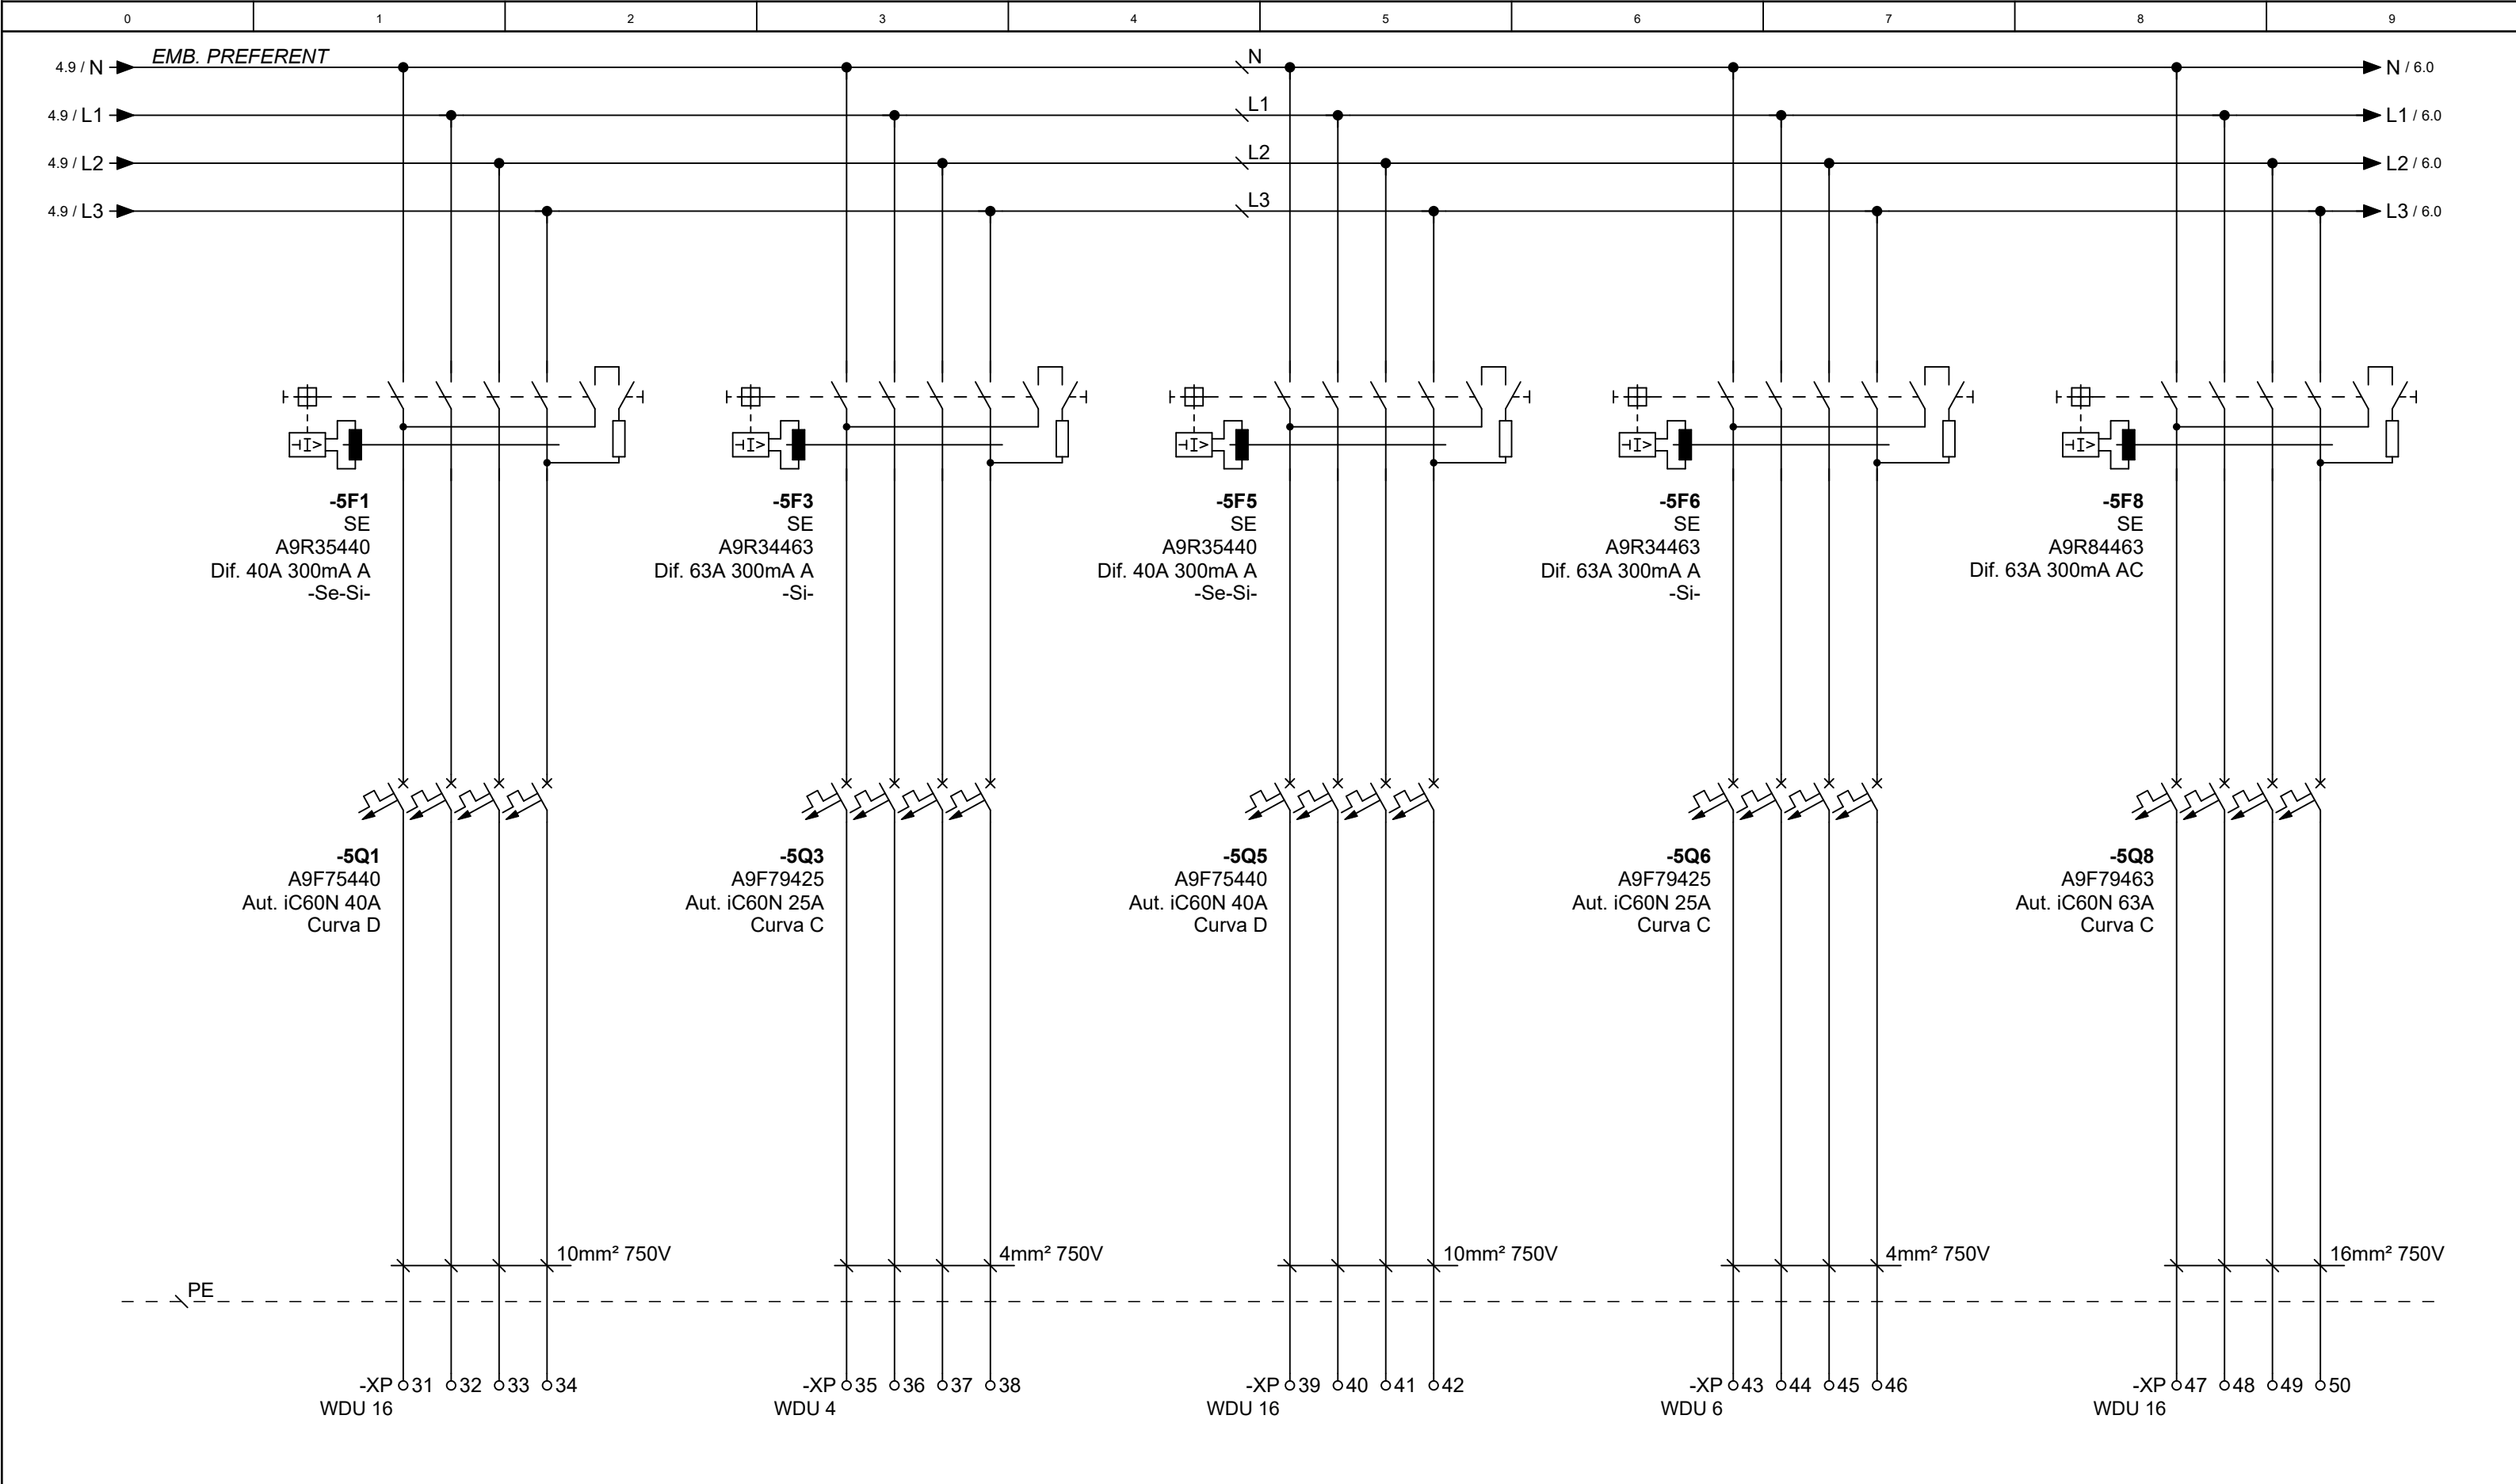 0 1 2 3 4 5 6 7 8 9
EMB. PREFERENT
4.9 / N N N / 6.0
4.9 / L1 L1 L1 / 6.0
4.9 / L2 L2 L2 / 6.0
4.9 / L3 L3 L3 / 6.0
I>
-5F1
SE
A9R35440
Dif. 40A 300mA A
-Se-Si-
I>
-5F3
SE
A9R34463
Dif. 63A 300mA A
-Si-
I>
-5F5
SE
A9R35440
Dif. 40A 300mA A
-Se-Si-
I>
-5F6
SE
A9R34463
Dif. 63A 300mA A
-Si-
I>
-5F8
SE
A9R84463
Dif. 63A 300mA AC
-5Q1
A9F75440
Aut. iC60N 40A
Curva D
-5Q3
A9F79425
Aut. iC60N 25A
Curva C
-5Q5
A9F75440
Aut. iC60N 40A
Curva D
-5Q6
A9F79425
Aut. iC60N 25A
Curva C
-5Q8
A9F79463
Aut. iC60N 63A
Curva C
10mm² 750V
4mm² 750V
10mm² 750V
4mm² 750V
16mm² 750V
PE
-XP 31 32 33 34
WDU 16
-XP 35 36 37 38
WDU 4
-XP 39 40 41 42
WDU 16
-XP 43 44 45 46
WDU 6
-XP 47 48 49 50
WDU 16